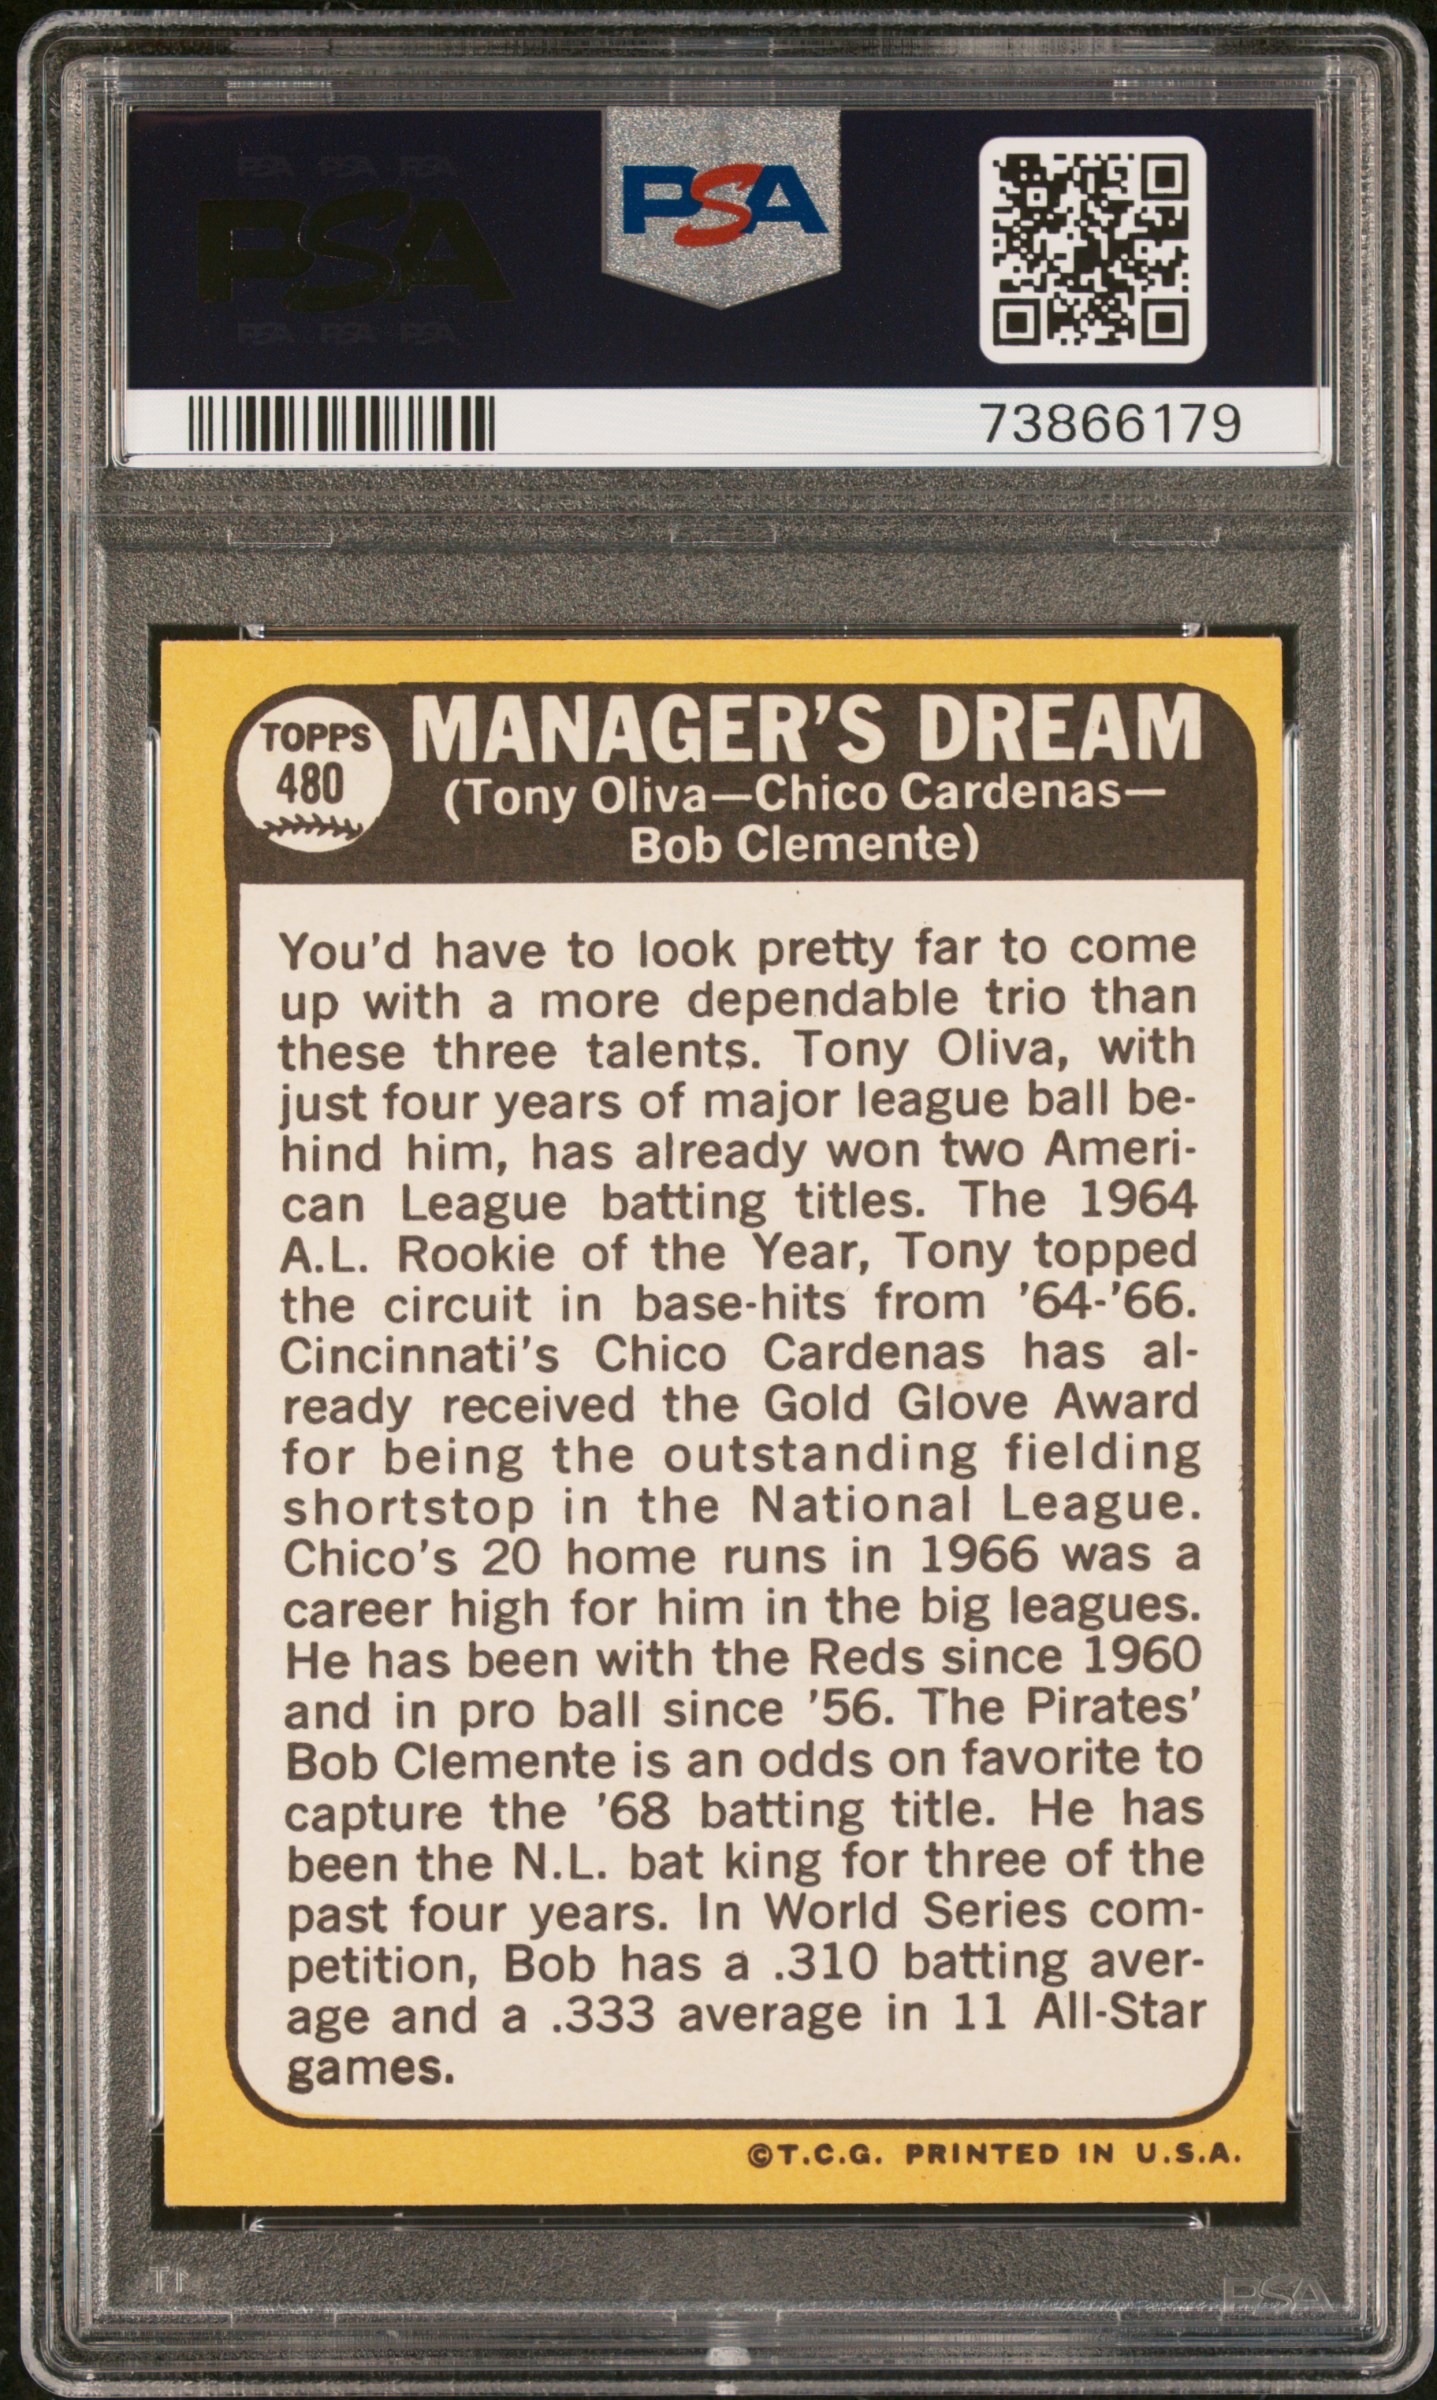 PSA PSA PSA
PSA
PSA PSA PSA
PSA
73866179
TOPPS
480
MANAGER'S DREAM
(Tony Oliva—Chico Cardenas—
Bob Clemente)
You'd have to look pretty far to come
up with a more dependable trio than
these three talents. Tony Oliva, with
just four years of major league ball be-
hind him, has already won two Ameri-
can League batting titles. The 1964
A.L. Rookie of the Year, Tony topped
the circuit in base-hits from '64-'66.
Cincinnati's Chico Cardenas has al-
ready received the Gold Glove Award
for being the outstanding fielding
shortstop in the National League.
Chico's 20 home runs in 1966 was a
career high for him in the big leagues.
He has been with the Reds since 1960
and in pro ball since '56. The Pirates'
Bob Clemente is an odds on favorite to
capture the '68 batting title. He has
been the N.L. bat king for three of the
past four years. In World Series com-
petition, Bob has a .310 batting aver-
age and a .333 average in 11 All-Star
games.
©T.C.G. PRINTED IN U.S.A.
PSA